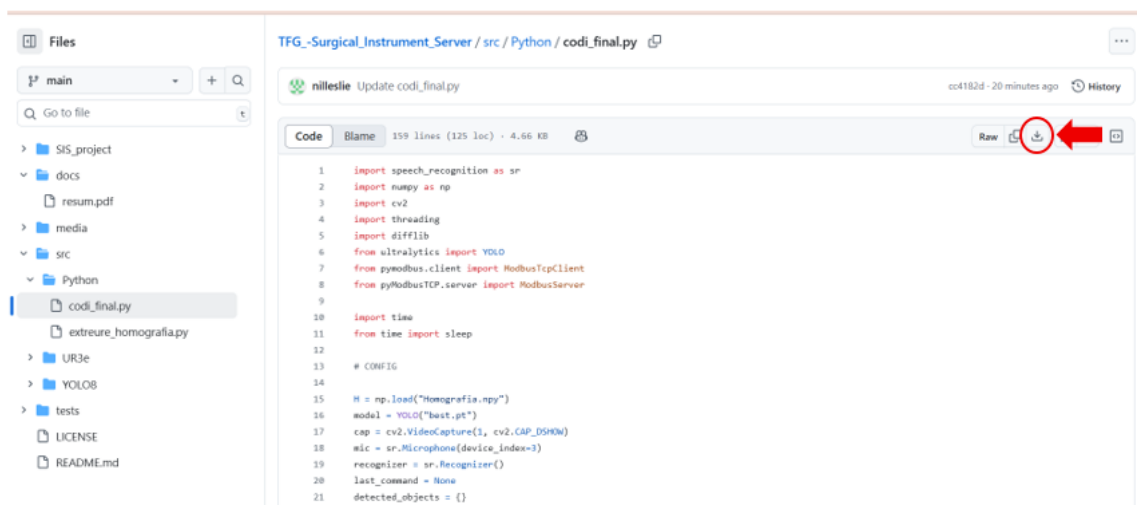 Files
main
Go to file
t
SIS_project
docs
resum.pdf
media
src
Python
codi_final.py
extreure_homografia.py
UR3e
YOLO8
tests
LICENSE
README.md
TFG_-Surgical_Instrument_Server / src / Python / codi_final.py
nilleslie Update codi_final.py
cc4182d · 20 minutes ago History
Code Blame 159 lines (125 loc) · 4.66 KB
Raw
1 import speech_recognition as sr
2 import numpy as np
3 import cv2
4 import threading
5 import difflib
6 from ultralytics import YOLO
7 from pymodbus.client import ModbusTcpClient
8 from pyModbusTCP.server import ModbusServer
9
10 import time
11 from time import sleep
12
13 # CONFIG
14
15 H = np.load("Homografia.npy")
16 model = YOLO("best.pt")
17 cap = cv2.VideoCapture(1, cv2.CAP_DSHOW)
18 mic = sr.Microphone(device_index=3)
19 recognizer = sr.Recognizer()
20 last_command = None
21 detected_objects = {}